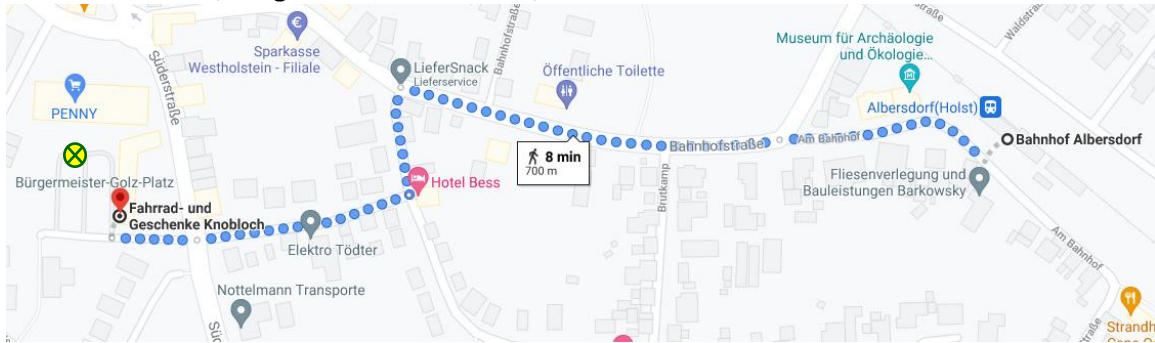 Sparkasse
Westholstein - Filiale
Süderstraße
PENNY
Bürgermeister-Golz-Platz
Fahrrad- und
Geschenke Knobloch
Elektro Tödter
Nottelmann Transporte
LieferSnack
Lieferservice
Bahnhofstraße
Öffentliche Toilette
Hotel Bess
8 min
700 m
Bahnhofstraße
Brutkamp
Am Bahnhof
Museum für Archäologie
und Ökologie...
Albersdorf(Holst)
Waldstraße
Bahnhof Albersdorf
Fliesenverlegung und
Bauleistungen Barkowsky
Am Bahnhof